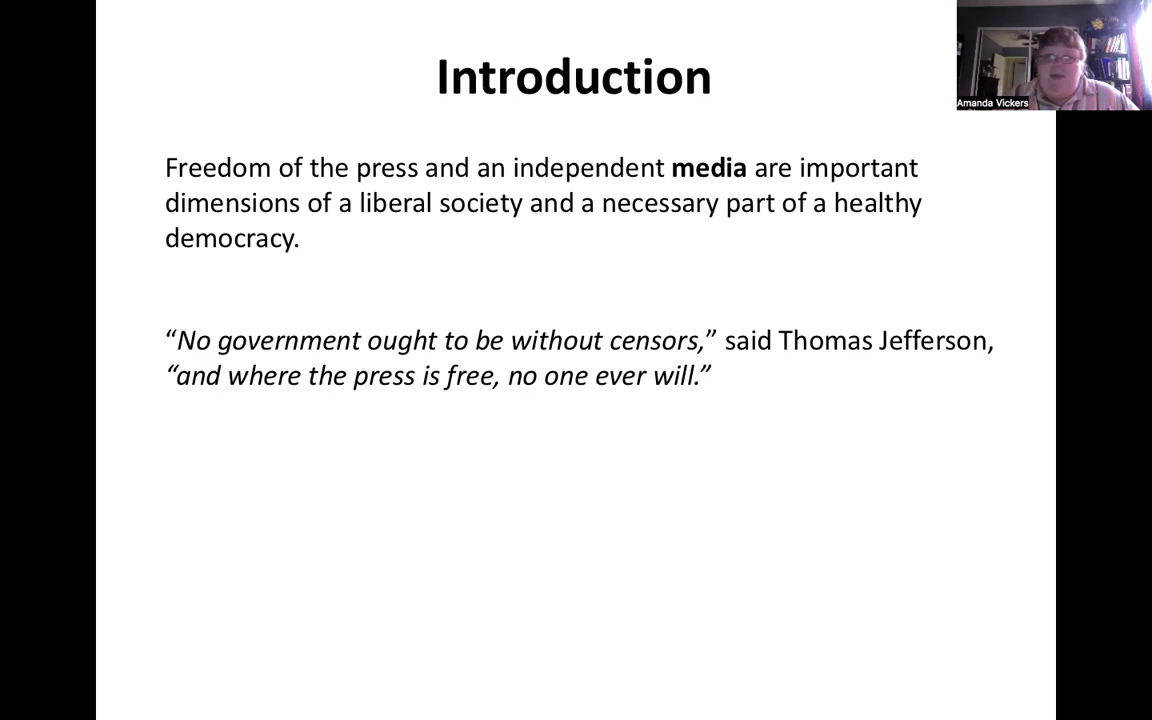 Introduction
Amanda Vickers
Freedom of the press and an independent media are important
dimensions of a liberal society and a necessary part of a healthy
democracy.
“No government ought to be without censors,” said Thomas Jefferson,
“and where the press is free, no one ever will.”